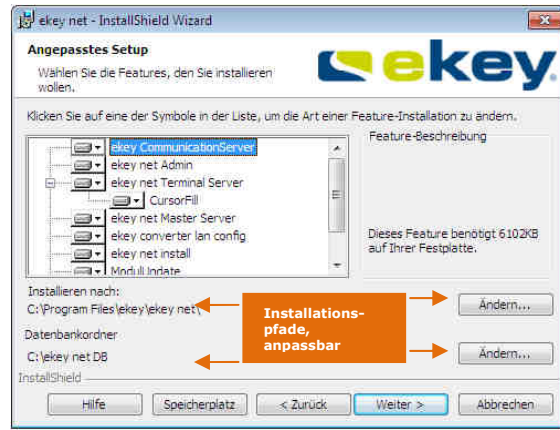 ekey net - InstallShield Wizard
Angepasstes Setup
Wählen Sie die Features, den Sie installieren
wollen.
ekey
Klicken Sie auf eine der Symbole in der Liste, um die Art einer Feature-Installation zu ändern.
ekey CommunicationServer
ekey net Admin
ekey net Terminal Server
CursorFill
ekey net Master Server
ekey converter lan config
ekey net install
ModulUpdate
Feature-Beschreibung
Dieses Feature benötigt 6102KB
auf Ihrer Festplatte.
Installieren nach:
C:\Program Files\ekey\ekey net\
Ändern...
Installations-
pfade,
anpassbar
Datenbankordner
C:\ekey net DB
Ändern...
InstallShield
Hilfe
Speicherplatz
< Zurück
Weiter >
Abbrechen